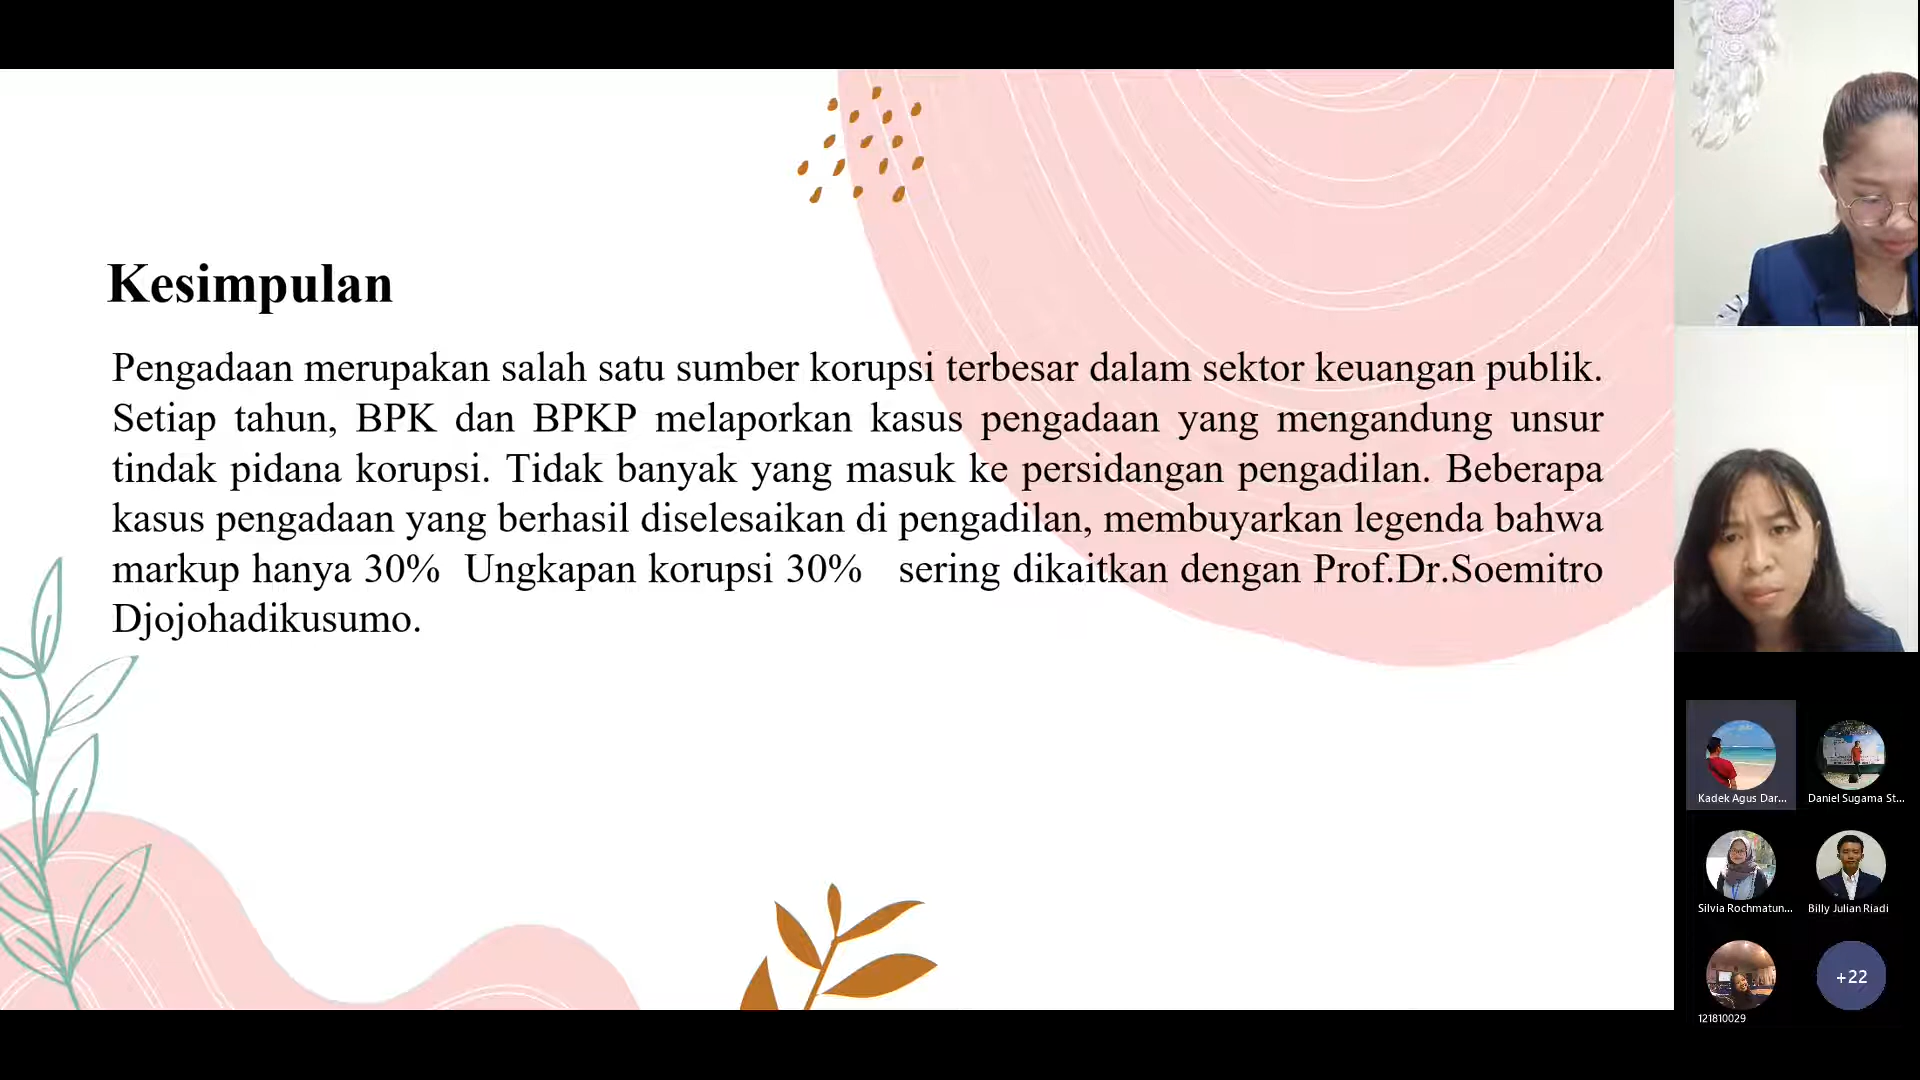 Kesimpulan
Pengadaan merupakan salah satu sumber korupsi terbesar dalam sektor keuangan publik.
Setiap tahun, BPK dan BPKP melaporkan kasus pengadaan yang mengandung unsur
tindak pidana korupsi. Tidak banyak yang masuk ke persidangan pengadilan. Beberapa
kasus pengadaan yang berhasil diselesaikan di pengadilan, membuyarkan legenda bahwa
markup hanya 30% Ungkapan korupsi 30% sering dikaitkan dengan Prof.Dr.Soemitro
Djojohadikusumo.
Kadek Agus Dar...
Daniel Sugama St...
Silvia Rochmatun...
Billy Julian Riadi
121810029
+22